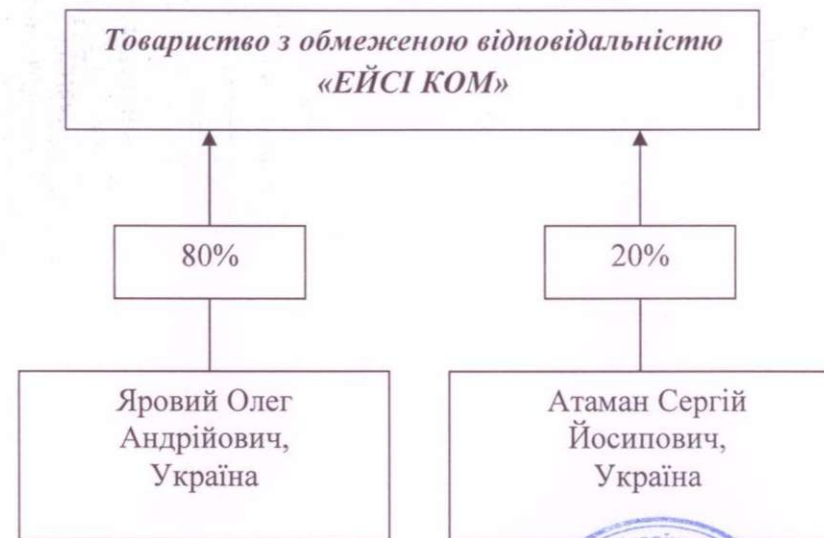 Товариство з обмеженою відповідальністю
«ЕЙСІ КОМ»
80%
20%
Яровий Олег
Андрійович,
Україна
Атаман Сергій
Йосипович,
Україна